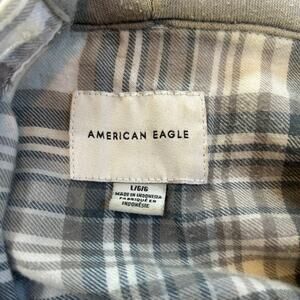 AMERICAN EAGLE
L/G/G
MADE IN INDONESIA
FABRIQUÉ EN
INDONÉSIE